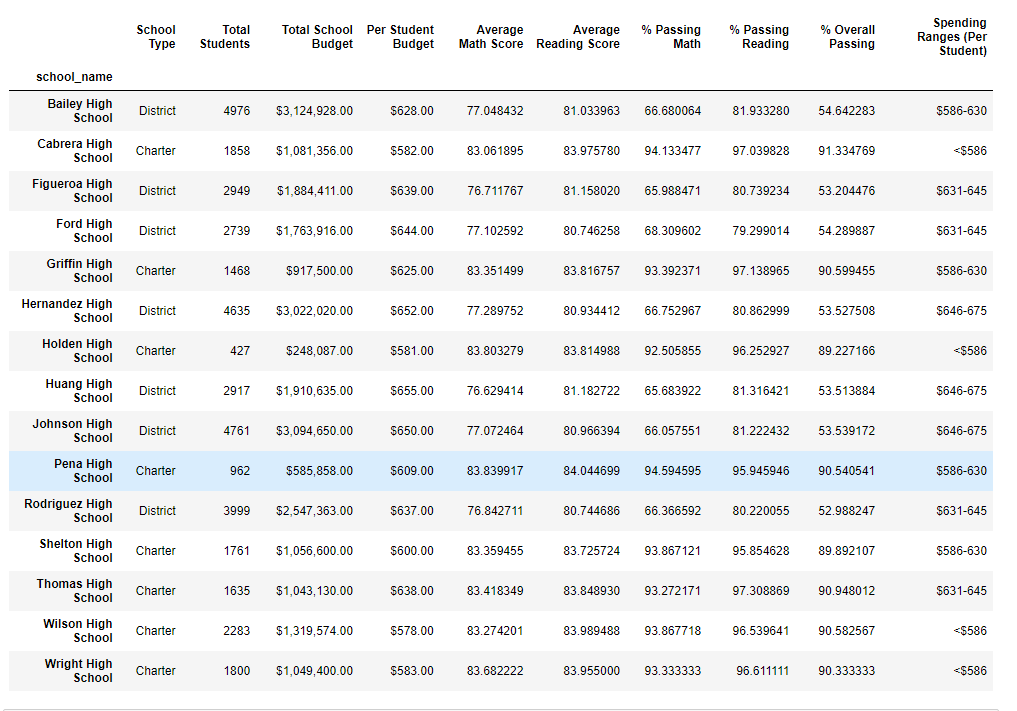 school_name School Type Total Students Total School Budget Per Student Budget Average Math Score Average Reading Score % Passing Math % Passing Reading % Overall Passing Spending Ranges (Per Student)
Bailey High School District 4976 $3,124,928.00 $628.00 77.048432 81.033963 66.680064 81.933280 54.642283 $586-630
Cabrera High School Charter 1858 $1,081,356.00 $582.00 83.061895 83.975780 94.133477 97.039828 91.334769 <$586
Figueroa High School District 2949 $1,884,411.00 $639.00 76.711767 81.158020 65.988471 80.739234 53.204476 $631-645
Ford High School District 2739 $1,763,916.00 $644.00 77.102592 80.746258 68.309602 79.299014 54.289887 $631-645
Griffin High School Charter 1468 $917,500.00 $625.00 83.351499 83.816757 93.392371 97.138965 90.599455 $586-630
Hernandez High School District 4635 $3,022,020.00 $652.00 77.289752 80.934412 66.752967 80.862999 53.527508 $646-675
Holden High School Charter 427 $248,087.00 $581.00 83.803279 83.814988 92.505855 96.252927 89.227166 <$586
Huang High School District 2917 $1,910,635.00 $655.00 76.629414 81.182722 65.683922 81.316421 53.513884 $646-675
Johnson High School District 4761 $3,094,650.00 $650.00 77.072464 80.966394 66.057551 81.222432 53.539172 $646-675
Pena High School Charter 962 $585,858.00 $609.00 83.839917 84.044699 94.594595 95.945946 90.540541 $586-630
Rodriguez High School District 3999 $2,547,363.00 $637.00 76.842711 80.744686 66.366592 80.220055 52.988247 $631-645
Shelton High School Charter 1761 $1,056,600.00 $600.00 83.359455 83.725724 93.867121 95.854628 89.892107 $586-630
Thomas High School Charter 1635 $1,043,130.00 $638.00 83.418349 83.848930 93.272171 97.308869 90.948012 $631-645
Wilson High School Charter 2283 $1,319,574.00 $578.00 83.274201 83.989488 93.867718 96.539641 90.582567 <$586
Wright High School Charter 1800 $1,049,400.00 $583.00 83.682222 83.955000 93.333333 96.611111 90.333333 <$586